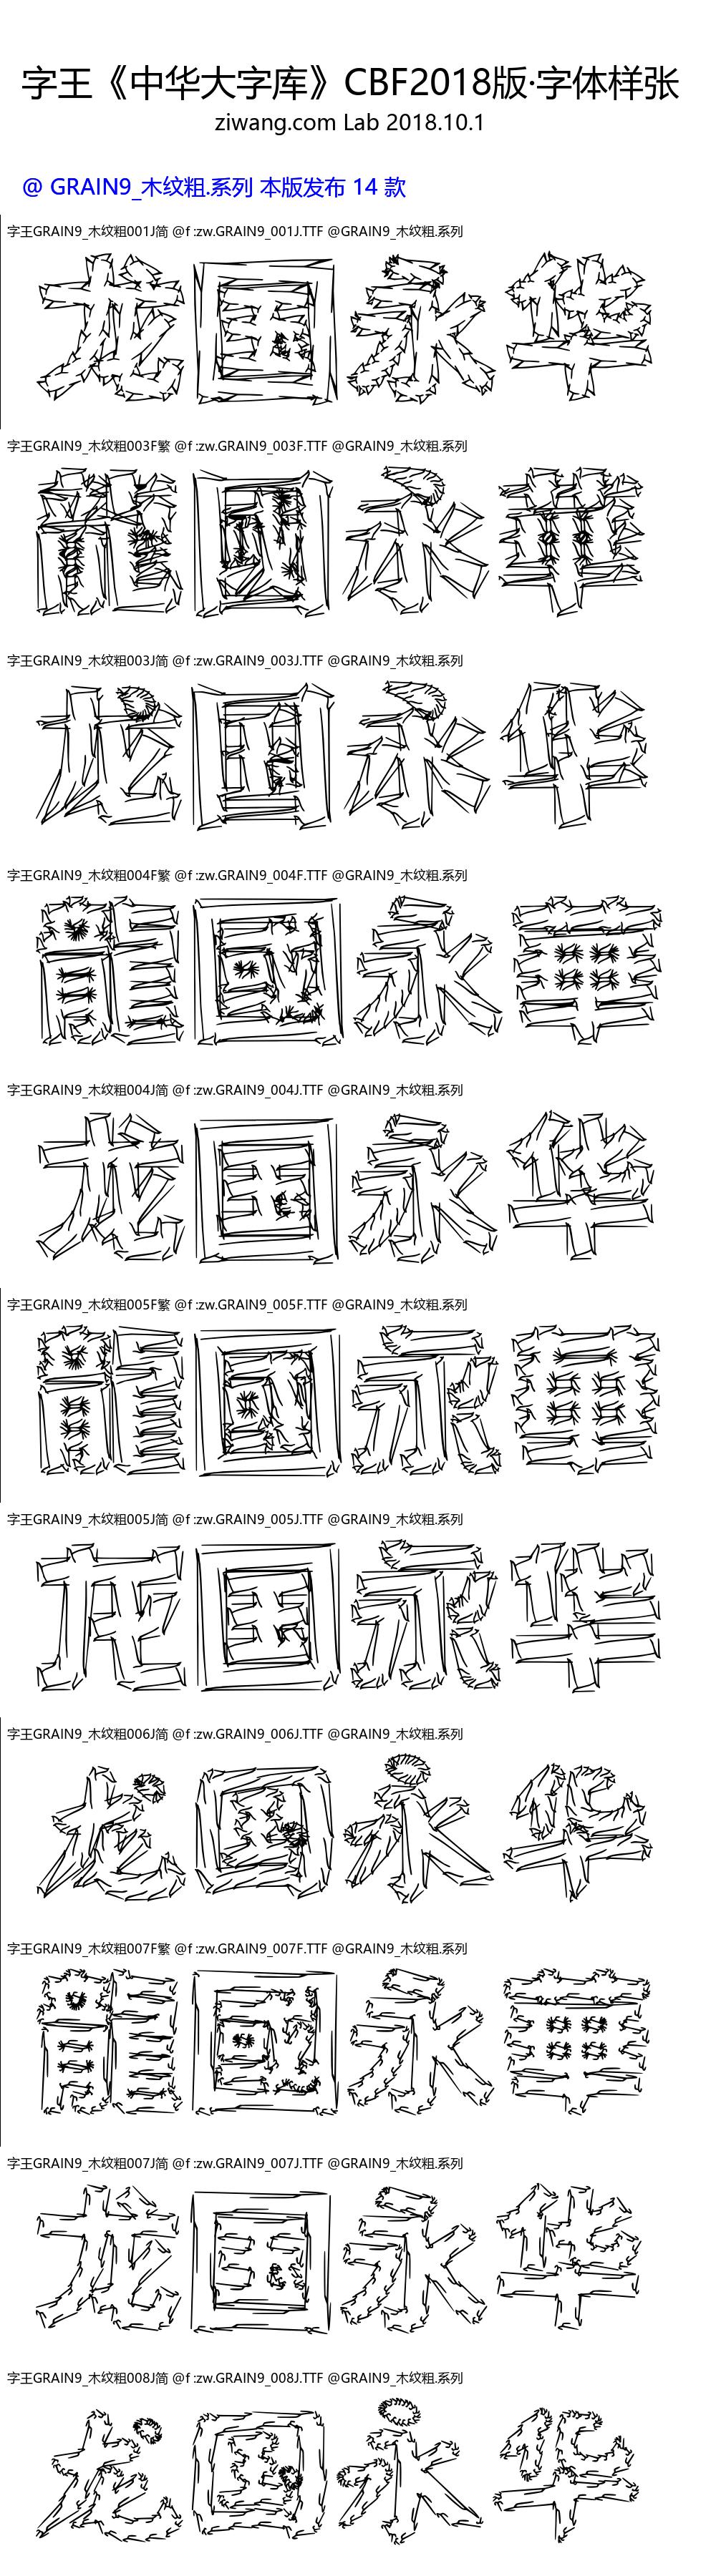 字王《中华大字库》CBF2018版·字体样张
ziwang.com Lab 2018.10.1
@ GRAIN9_木纹粗.系列 本版发布 14 款
字王GRAIN9_木纹粗001J简 @f :zw.GRAIN9_001J.TTF @GRAIN9_木纹粗.系列
龙国永华
字王GRAIN9_木纹粗003F繁 @f :zw.GRAIN9_003F.TTF @GRAIN9_木纹粗.系列
龍國永華
字王GRAIN9_木纹粗003J简 @f :zw.GRAIN9_003J.TTF @GRAIN9_木纹粗.系列
龙国永华
字王GRAIN9_木纹粗004F繁 @f :zw.GRAIN9_004F.TTF @GRAIN9_木纹粗.系列
龍國永華
字王GRAIN9_木纹粗004J简 @f :zw.GRAIN9_004J.TTF @GRAIN9_木纹粗.系列
龙国永华
字王GRAIN9_木纹粗005F繁 @f :zw.GRAIN9_005F.TTF @GRAIN9_木纹粗.系列
龍國永華
字王GRAIN9_木纹粗005J简 @f :zw.GRAIN9_005J.TTF @GRAIN9_木纹粗.系列
龙国永华
字王GRAIN9_木纹粗006J简 @f :zw.GRAIN9_006J.TTF @GRAIN9_木纹粗.系列
龙国永华
字王GRAIN9_木纹粗007F繁 @f :zw.GRAIN9_007F.TTF @GRAIN9_木纹粗.系列
龍國永華
字王GRAIN9_木纹粗007J简 @f :zw.GRAIN9_007J.TTF @GRAIN9_木纹粗.系列
龙国永华
字王GRAIN9_木纹粗008J简 @f :zw.GRAIN9_008J.TTF @GRAIN9_木纹粗.系列
龙国永华